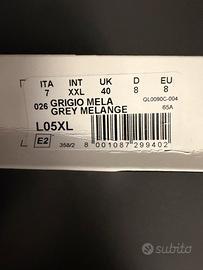 ITA INT UK D EU
7 XXL 40 8 8
026 GRIGIO MELA
GREY MELANGE
QL0090C-004
65A
L05XL
E2
358/2
8 001087 299402
subito